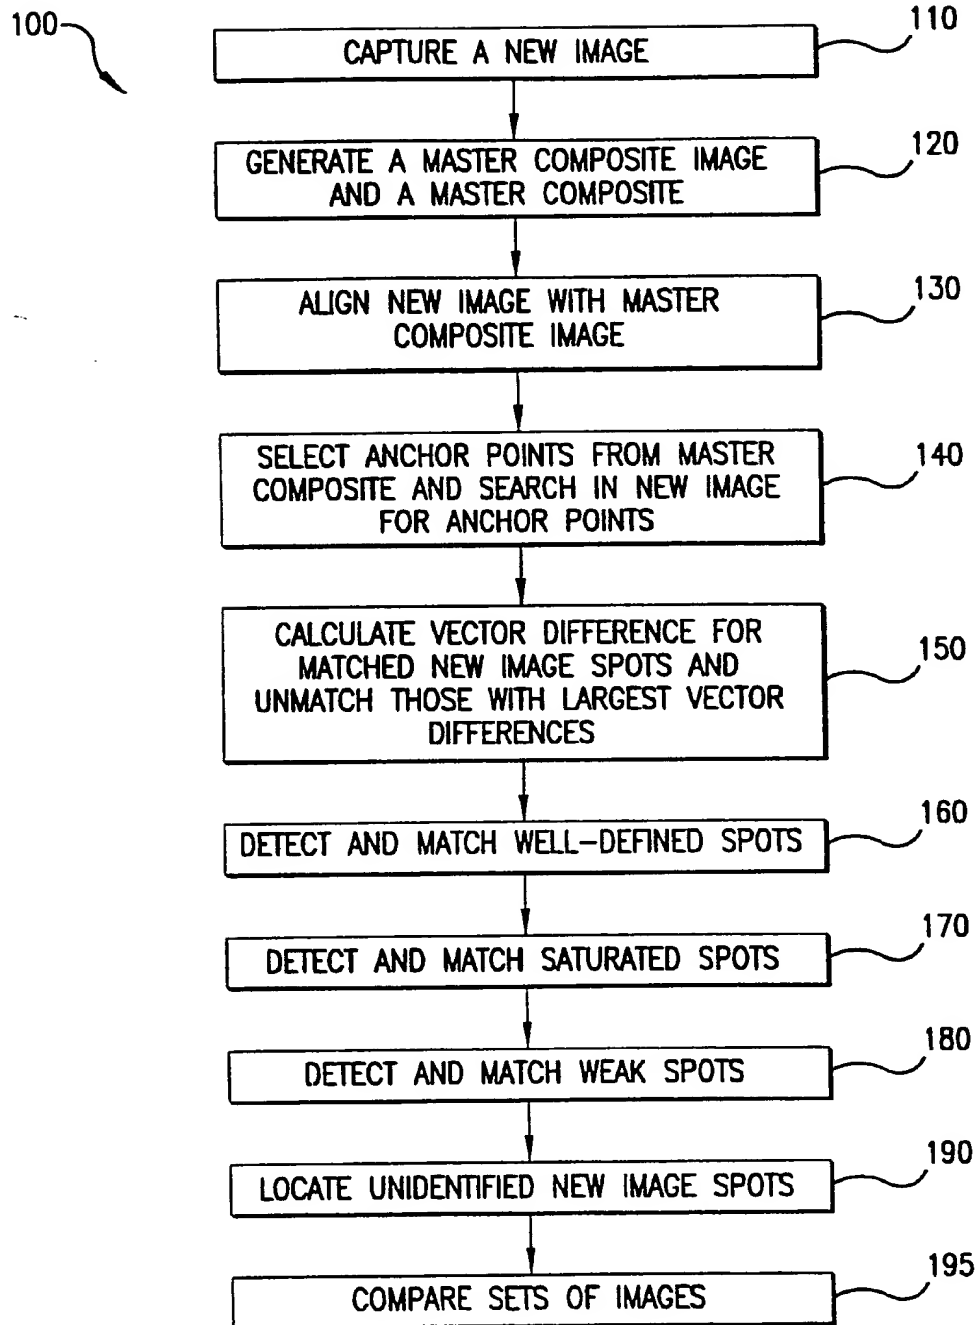 100
110
CAPTURE A NEW IMAGE
120
GENERATE A MASTER COMPOSITE IMAGE
AND A MASTER COMPOSITE
130
ALIGN NEW IMAGE WITH MASTER
COMPOSITE IMAGE
140
SELECT ANCHOR POINTS FROM MASTER
COMPOSITE AND SEARCH IN NEW IMAGE
FOR ANCHOR POINTS
150
CALCULATE VECTOR DIFFERENCE FOR
MATCHED NEW IMAGE SPOTS AND
UNMATCH THOSE WITH LARGEST VECTOR
DIFFERENCES
160
DETECT AND MATCH WELL-DEFINED SPOTS
170
DETECT AND MATCH SATURATED SPOTS
180
DETECT AND MATCH WEAK SPOTS
190
LOCATE UNIDENTIFIED NEW IMAGE SPOTS
195
COMPARE SETS OF IMAGES